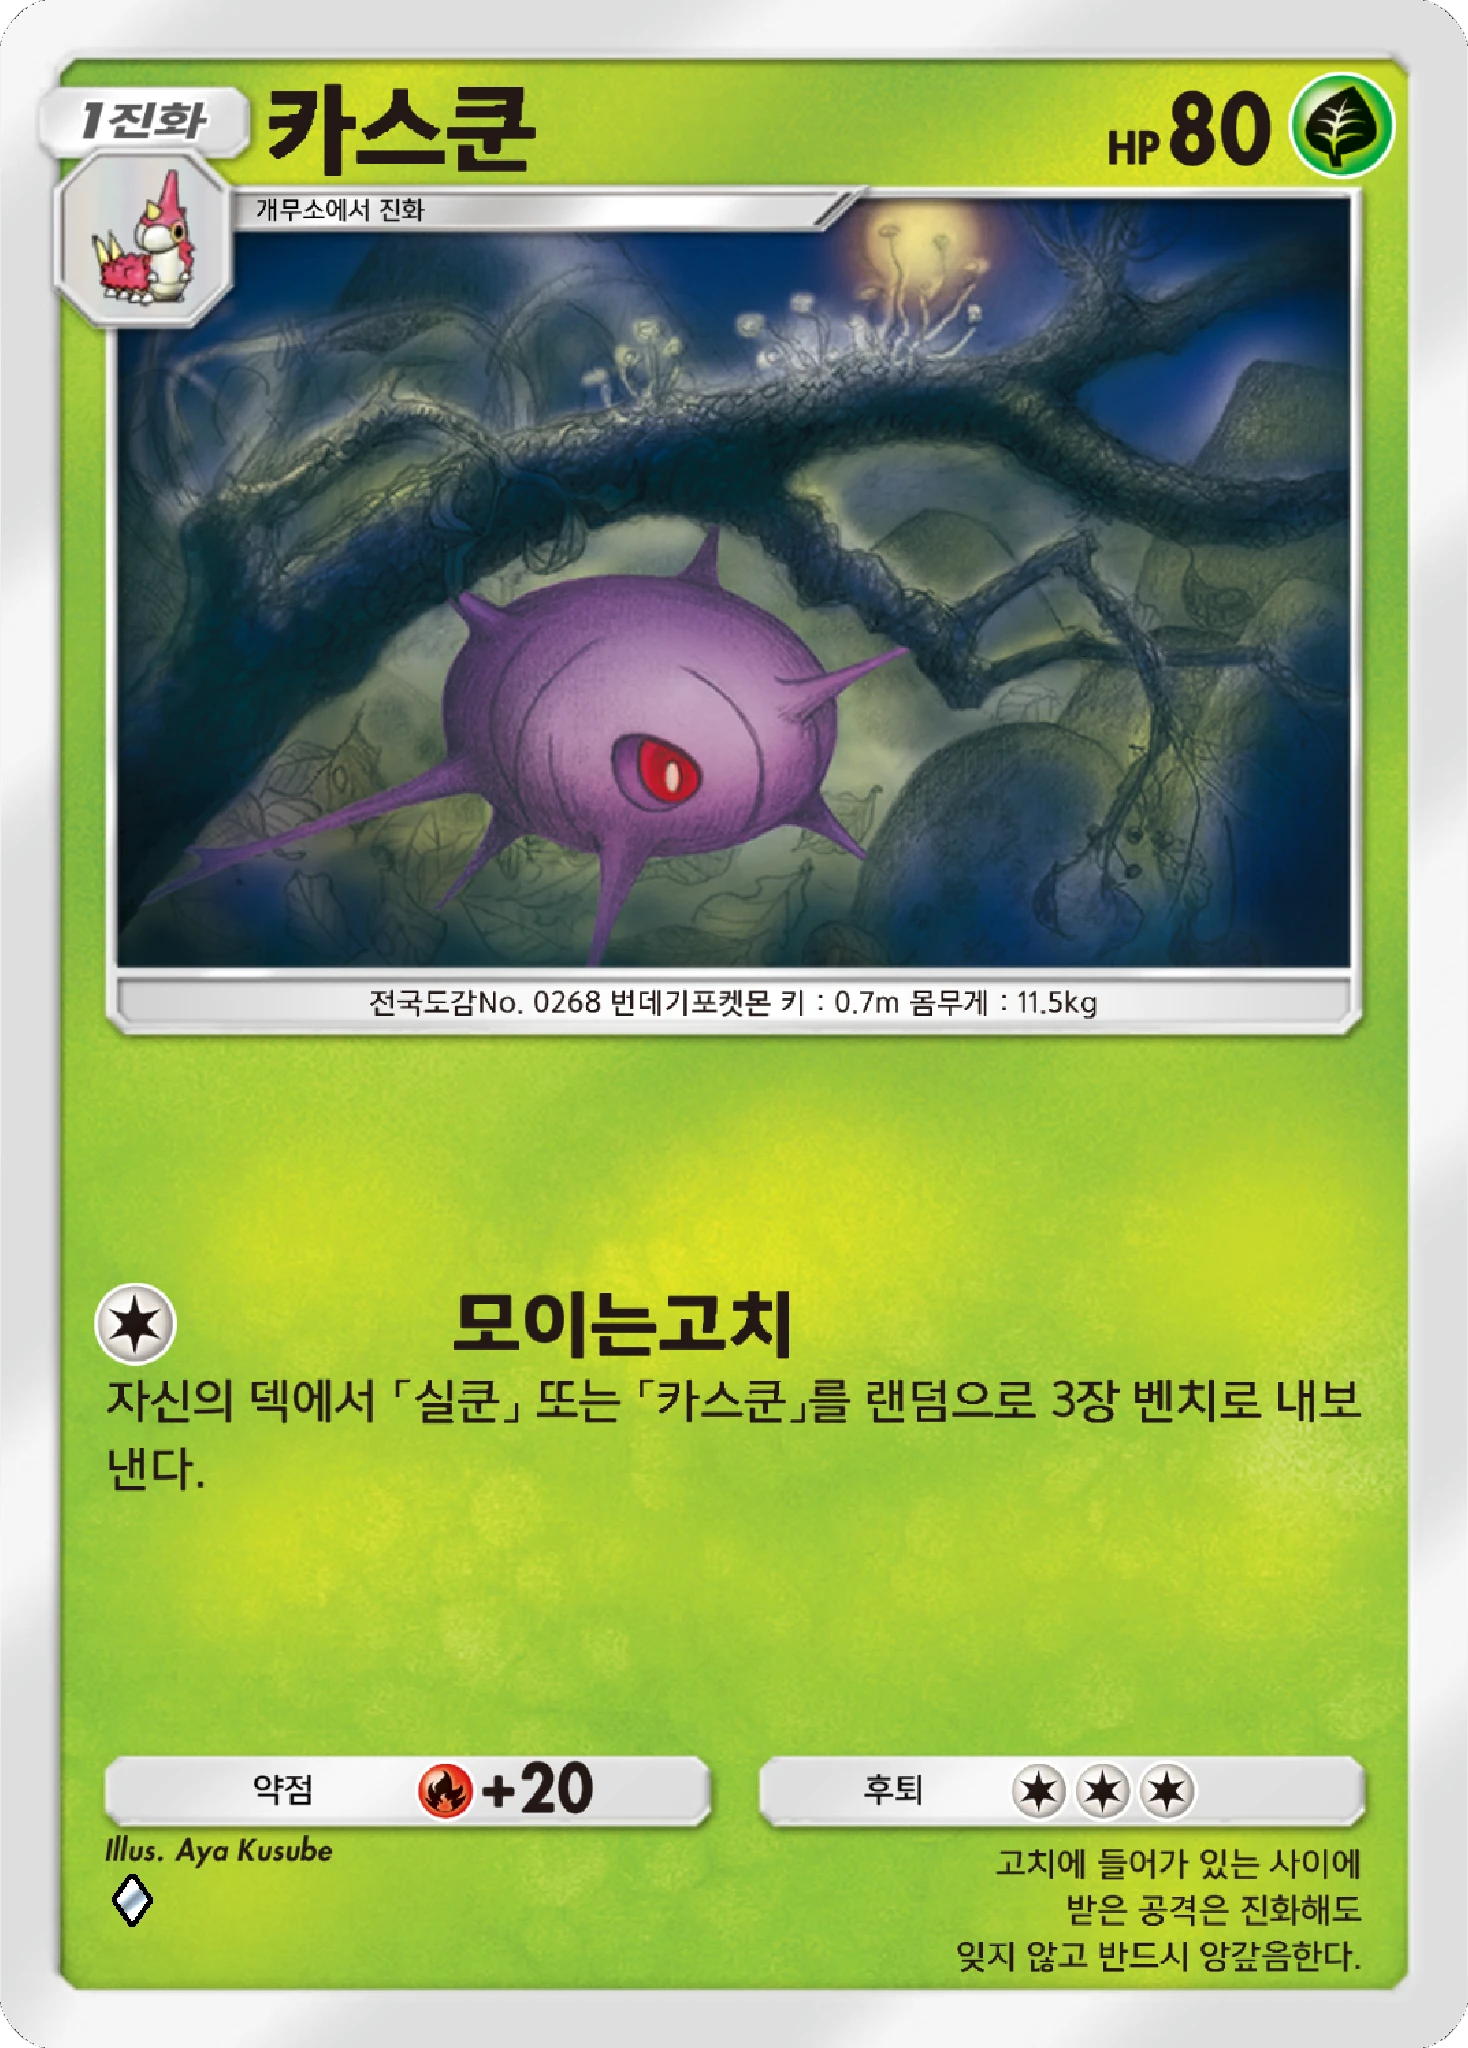 1진화
카스쿤
HP 80
개무소에서 진화
전국도감No. 0268 번데기포켓몬 키 : 0.7m 몸무게 : 11.5kg
모이는고치
자신의 덱에서 「실쿤」 또는 「카스쿤」를 랜덤으로 3장 벤치로 내보
낸다.
약점 +20
후퇴
Illus. Aya Kusube
고치에 들어가 있는 사이에
받은 공격은 진화해도
잊지 않고 반드시 앙갚음한다.